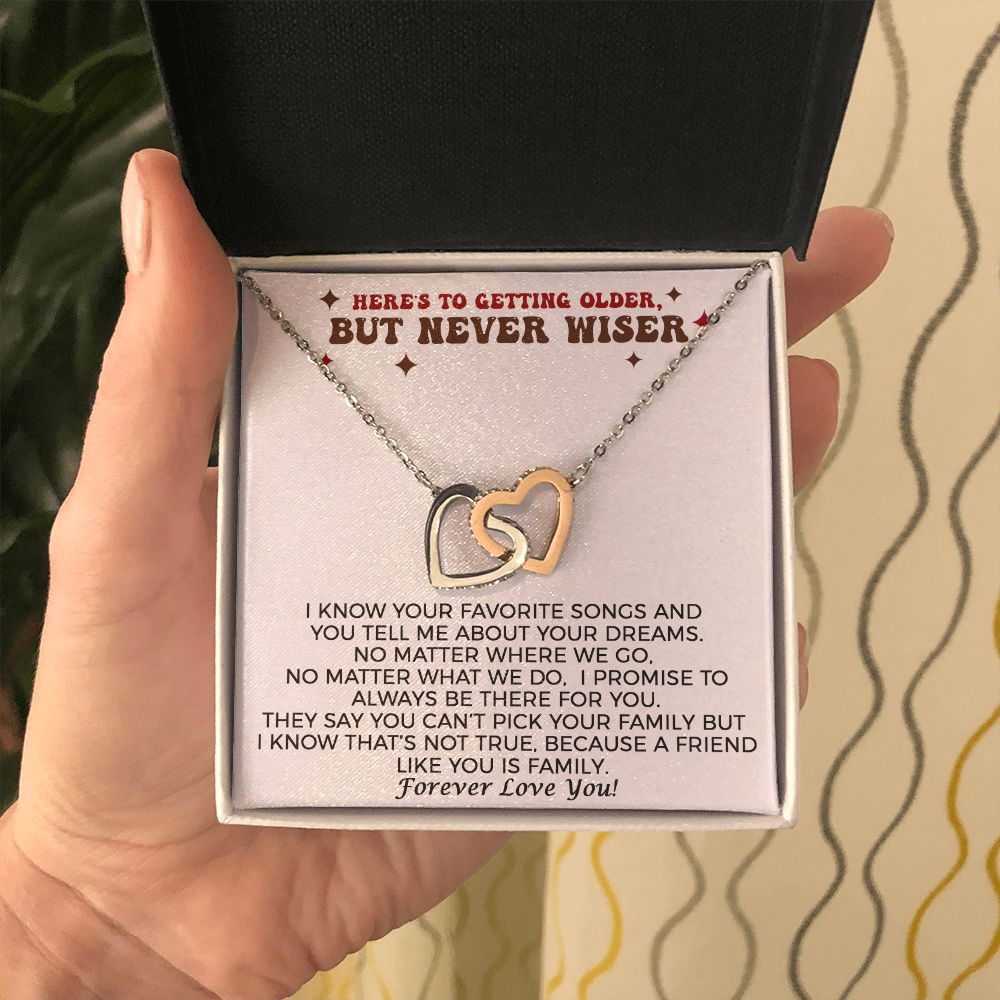 HERE'S TO GETTING OLDER,
BUT NEVER WISER
I KNOW YOUR FAVORITE SONGS AND
YOU TELL ME ABOUT YOUR DREAMS.
NO MATTER WHERE WE GO,
NO MATTER WHAT WE DO, I PROMISE TO
ALWAYS BE THERE FOR YOU.
THEY SAY YOU CAN'T PICK YOUR FAMILY BUT
I KNOW THAT'S NOT TRUE, BECAUSE A FRIEND
LIKE YOU IS FAMILY.
Forever Love You!